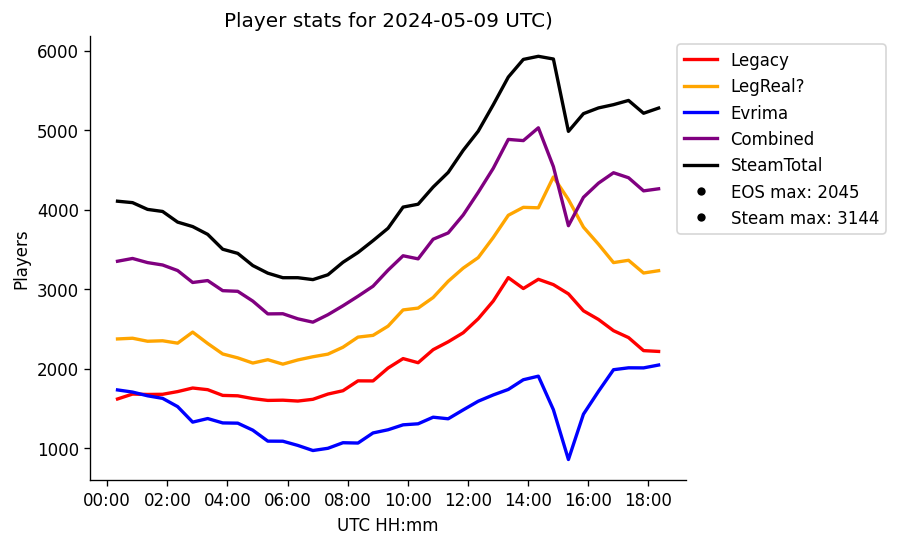 Player stats for 2024-05-09 UTC)
6000
5000
4000
3000
2000
1000
Players
00:00 02:00 04:00 06:00 08:00 10:00 12:00 14:00 16:00 18:00
UTC HH:mm
Legacy
LegReal?
Evrima
Combined
SteamTotal
EOS max: 2045
Steam max: 3144